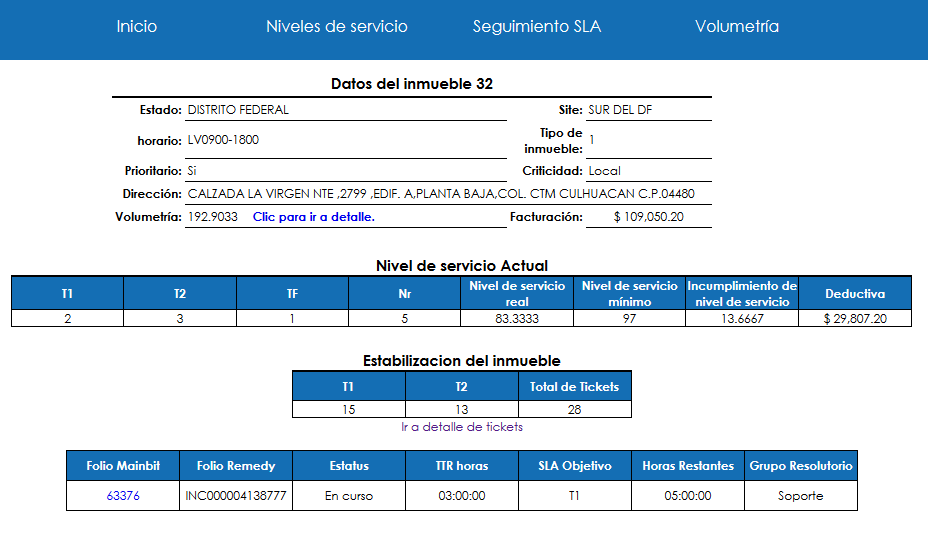 Inicio Niveles de servicio Seguimiento SLA Volumetría
Datos del inmueble 32
Estado: DISTRITO FEDERAL Site: SUR DEL DF
horario: LV0900-1800 Tipo de inmueble: 1
Prioritario: Si Criticidad: Local
Dirección: CALZADA LA VIRGEN NTE ,2799 ,EDIF. A,PLANTA BAJA,COL. CTM CULHUACAN C.P.04480
Volumetría: 192.9033 Clic para ir a detalle. Facturación: $ 109,050.20
Nivel de servicio Actual
T1 T2 TF Nr Nivel de servicio real Nivel de servicio mínimo Incumplimiento de nivel de servicio Deductiva
2 3 1 5 83.3333 97 13.6667 $ 29,807.20
Estabilizacion del inmueble
T1 T2 Total de Tickets
15 13 28
Ir a detalle de tickets
Folio Mainbit Folio Remedy Estatus TTR horas SLA Objetivo Horas Restantes Grupo Resolutorio
63376 INC000004138777 En curso 03:00:00 T1 05:00:00 Soporte